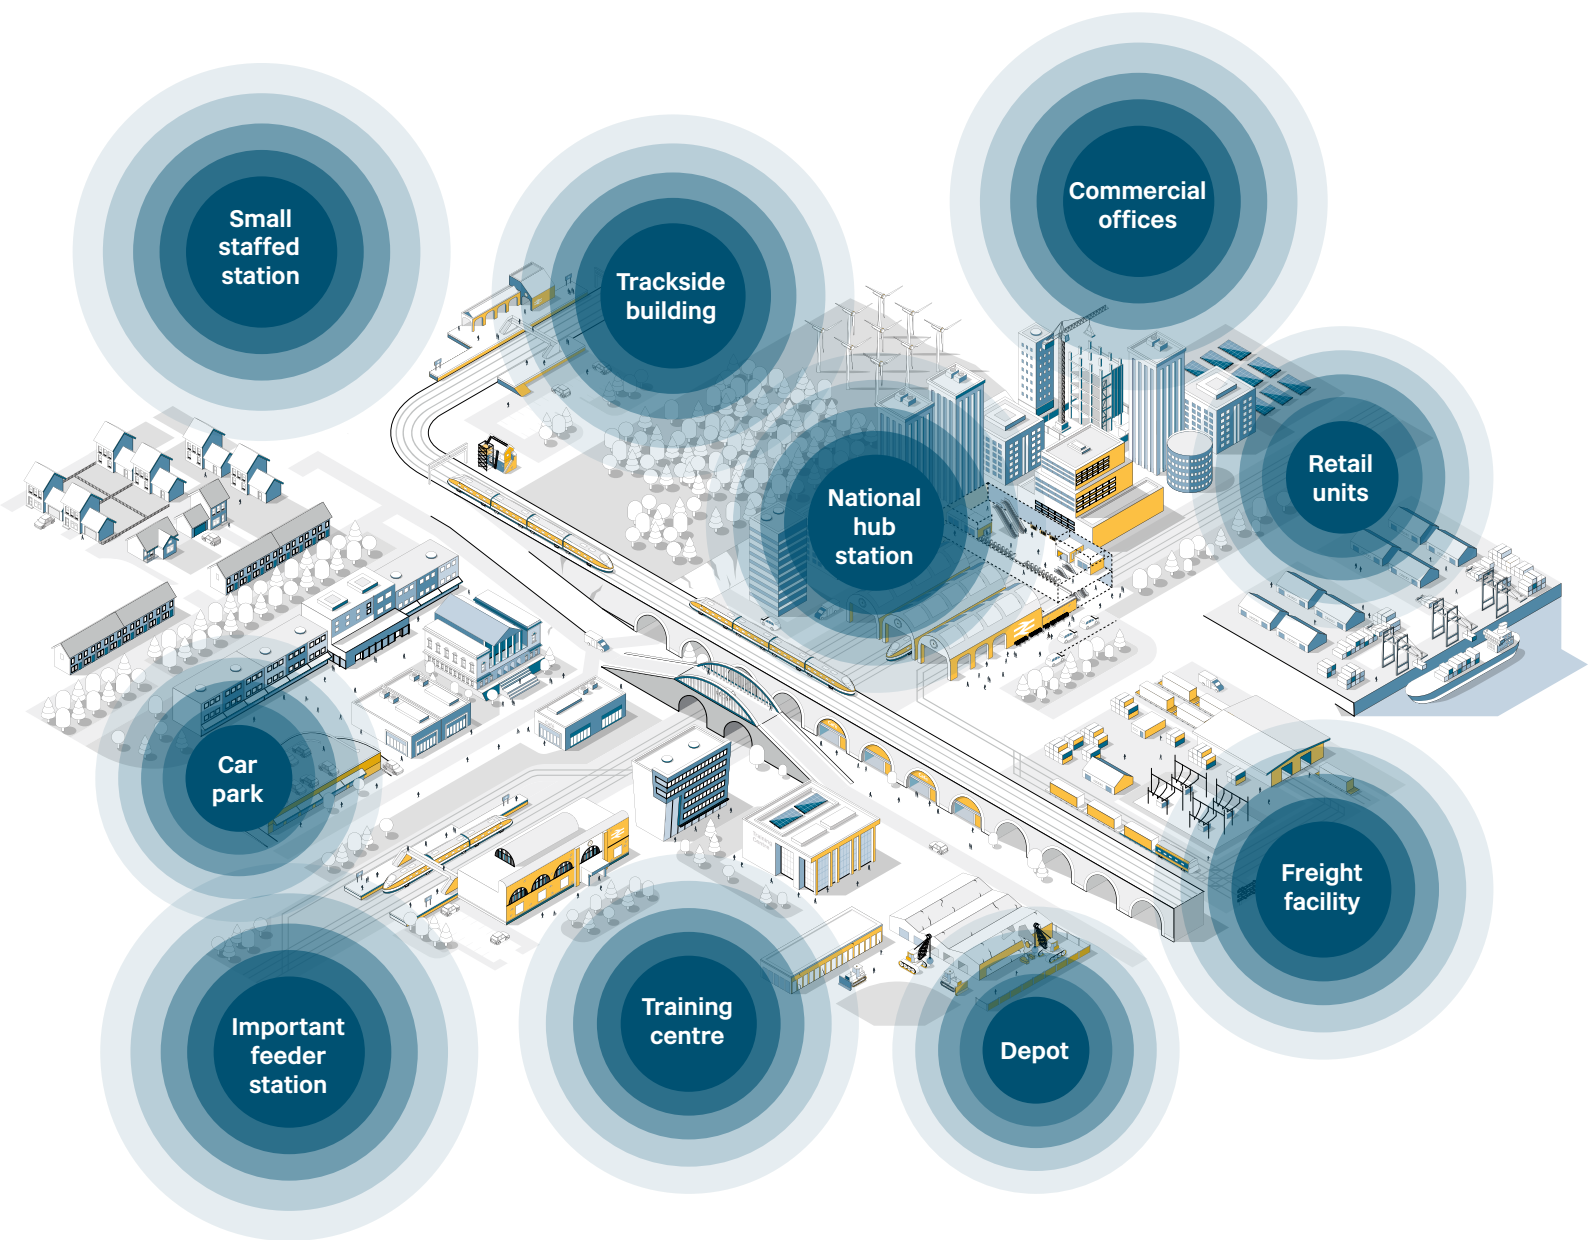 Small
staffed
station
Trackside
building
Commercial
offices
National
hub
station
Retail
units
Car
park
Freight
facility
Important
feeder
station
Training
centre
Depot